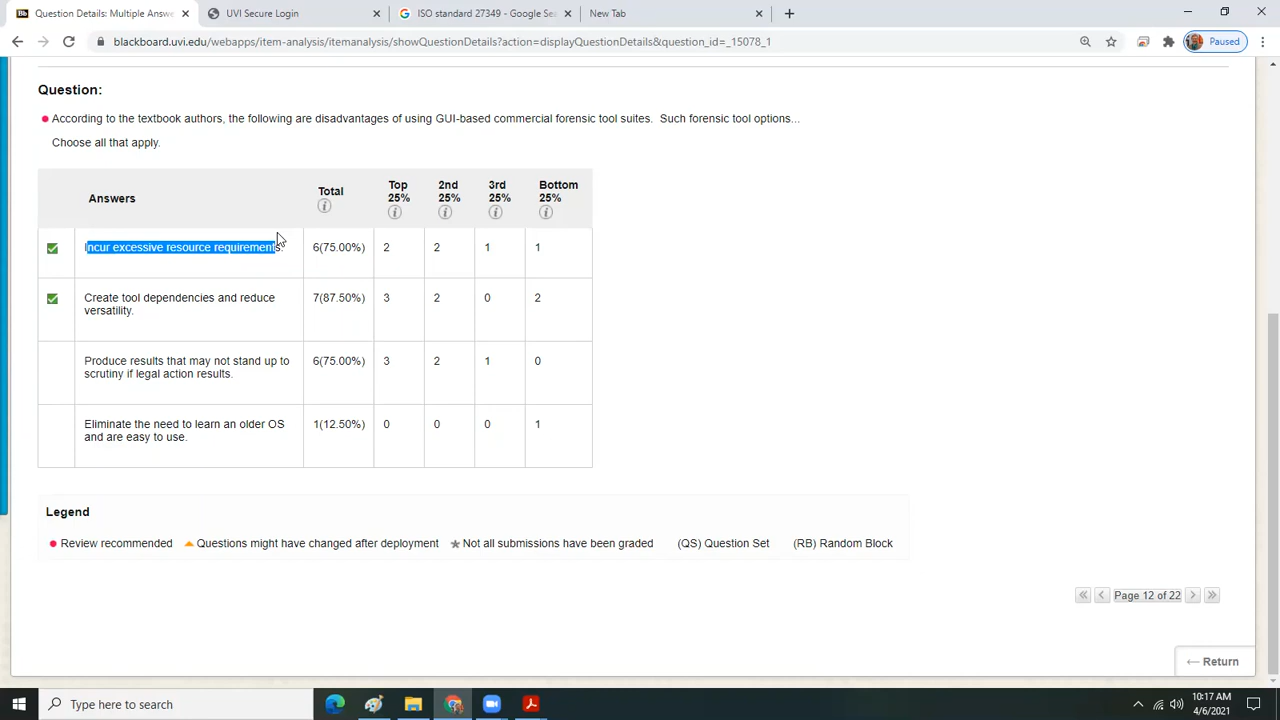 Question Details: Multiple Answe
UVI Secure Login
ISO standard 27349 - Google Sea
New Tab
blackboard.uvi.edu/webapps/item-analysis/itemanalysis/showQuestionDetails?action=displayQuestionDetails&question_id=_15078_1
Paused
Question:
According to the textbook authors, the following are disadvantages of using GUI-based commercial forensic tool suites. Such forensic tool options...
Choose all that apply.
Answers
Total
Top 25%
2nd 25%
3rd 25%
Bottom 25%
Incur excessive resource requirements.
6(75.00%) 2 2 1 1
Create tool dependencies and reduce
versatility.
7(87.50%) 3 2 0 2
Produce results that may not stand up to
scrutiny if legal action results.
6(75.00%) 3 2 1 0
Eliminate the need to learn an older OS
and are easy to use.
1(12.50%) 0 0 0 1
Legend
Review recommended Questions might have changed after deployment Not all submissions have been graded (QS) Question Set (RB) Random Block
Page 12 of 22
← Return
Type here to search
10:17 AM
4/6/2021